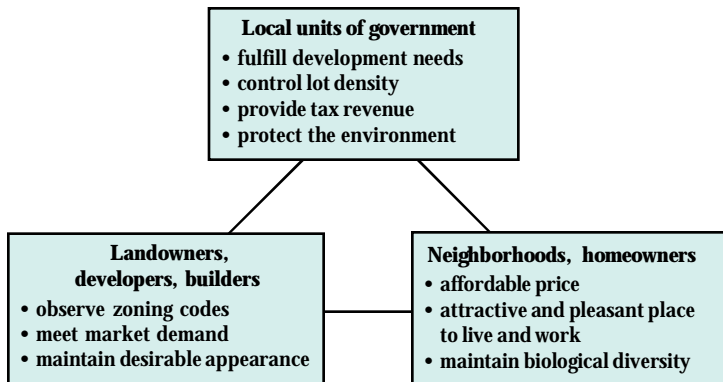 Local units of government
• fulfill development needs
• control lot density
• provide tax revenue
• protect the environment
Landowners,
developers, builders
• observe zoning codes
• meet market demand
• maintain desirable appearance
Neighborhoods, homeowners
• affordable price
• attractive and pleasant place
to live and work
• maintain biological diversity